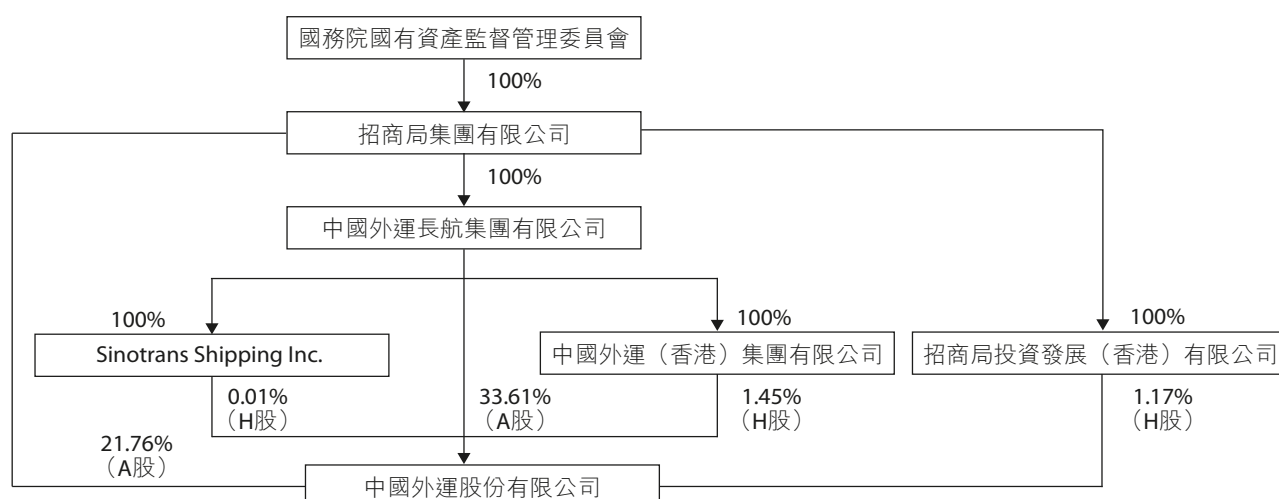 國務院國有資產監督管理委員會
100%
招商局集團有限公司
100%
中國外運長航集團有限公司
100%
100%
100%
Sinotrans Shipping Inc.
中國外運（香港）集團有限公司
招商局投資發展（香港）有限公司
0.01%
（H股）
33.61%
（A股）
1.45%
（H股）
1.17%
（H股）
21.76%
（A股）
中國外運股份有限公司